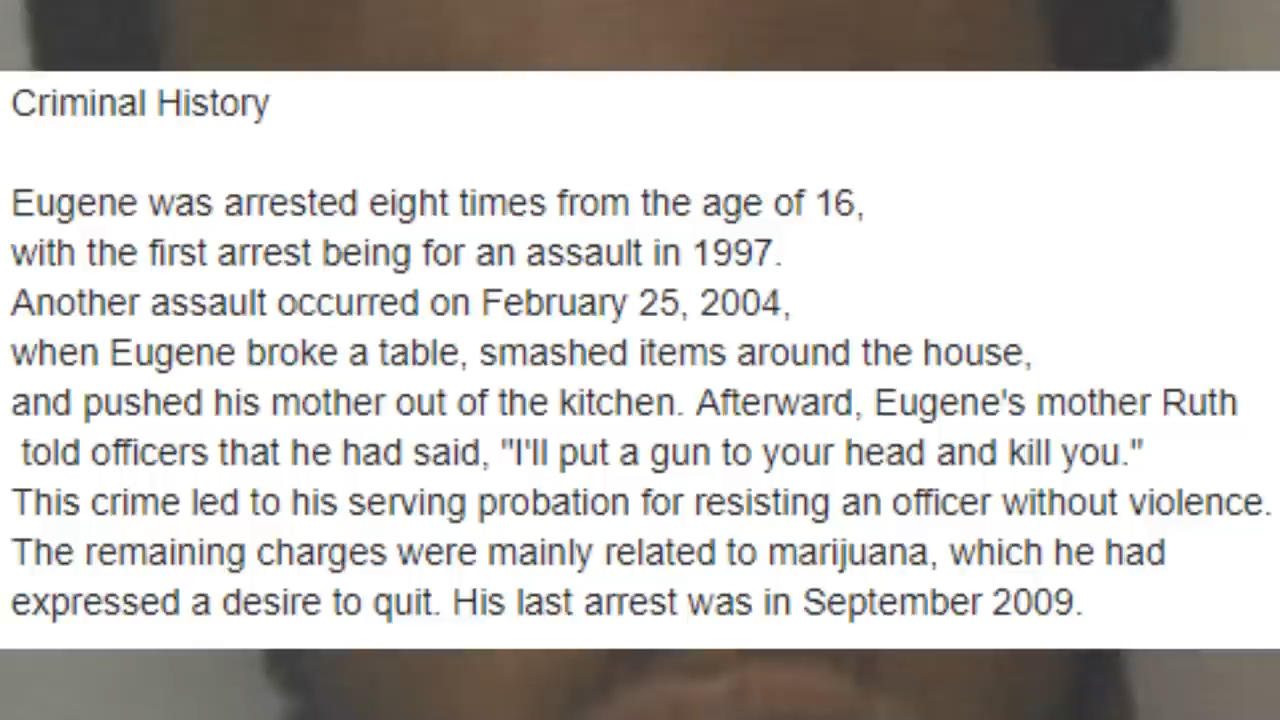 Criminal History
Eugene was arrested eight times from the age of 16,
with the first arrest being for an assault in 1997.
Another assault occurred on February 25, 2004,
when Eugene broke a table, smashed items around the house,
and pushed his mother out of the kitchen. Afterward, Eugene's mother Ruth
told officers that he had said, "I'll put a gun to your head and kill you."
This crime led to his serving probation for resisting an officer without violence.
The remaining charges were mainly related to marijuana, which he had
expressed a desire to quit. His last arrest was in September 2009.